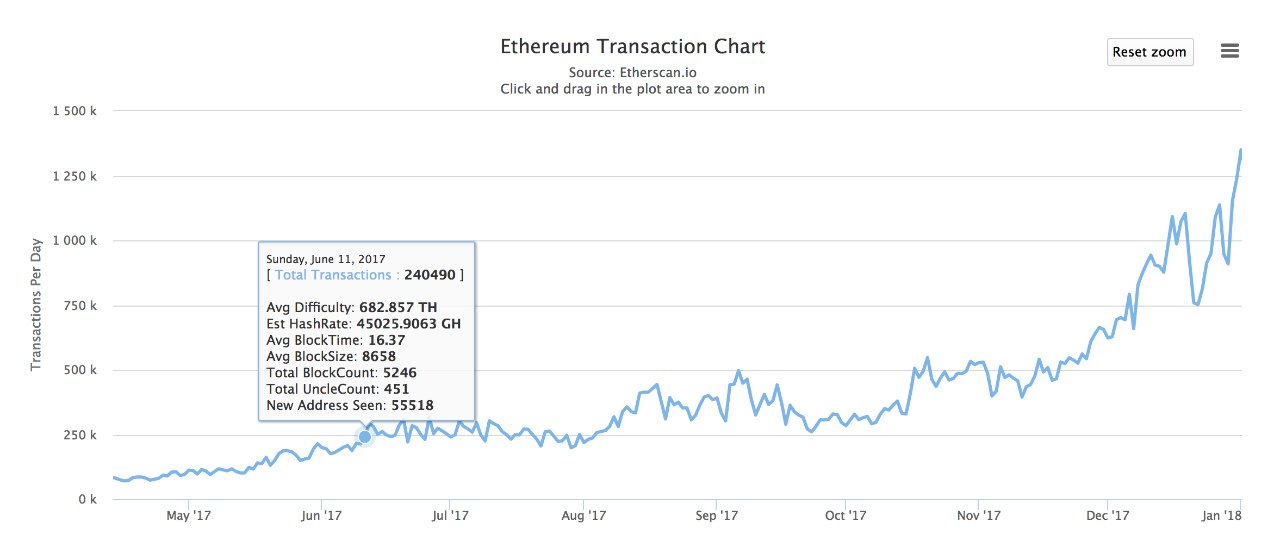 Ethereum Transaction Chart
Source: Etherscan.io
Click and drag in the plot area to zoom in
Reset zoom
Transactions Per Day
1 500 k
1 250 k
1 000 k
750 k
500 k
250 k
0 k
Sunday, June 11, 2017
[ Total Transactions : 240490 ]
Avg Difficulty: 682.857 TH
Est HashRate: 45025.9063 GH
Avg BlockTime: 16.37
Avg BlockSize: 8658
Total BlockCount: 5246
Total UncleCount: 451
New Address Seen: 55518
May '17
Jun '17
Jul '17
Aug '17
Sep '17
Oct '17
Nov '17
Dec '17
Jan '18